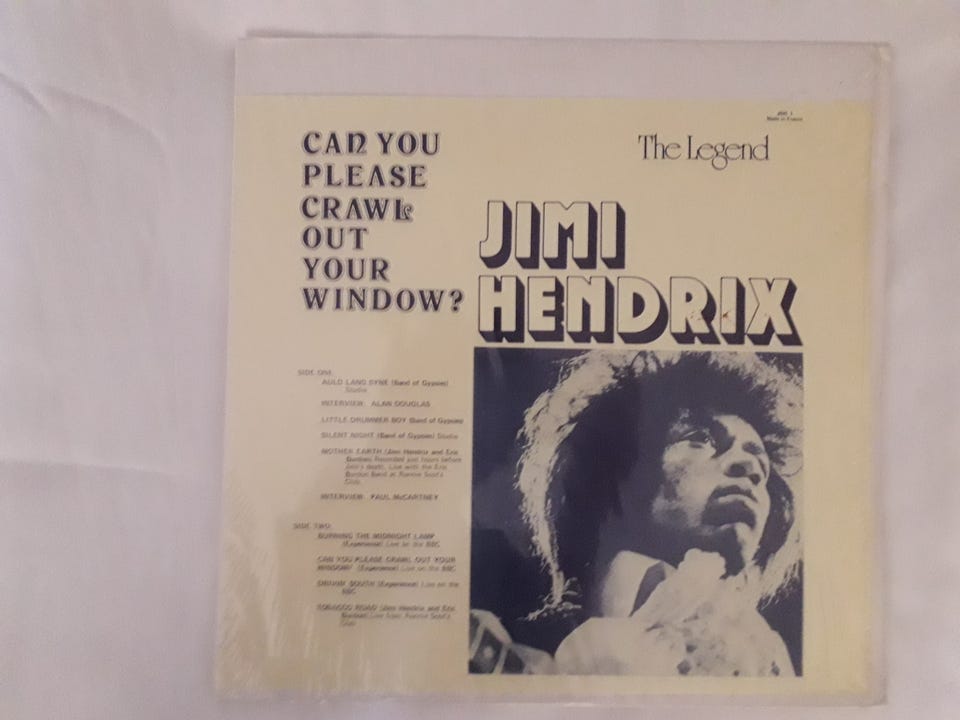 JIMI 1
Made in France
The Legend
CAN YOU
PLEASE
CRAWL
OUT
YOUR
WINDOW?
JIMI
HENDRIX
SIDE ONE:
AULD LANG SYNE (Band of Gypsies)
Studio
INTERVIEW: ALAN DOUGLAS
LITTLE DRUMMER BOY (Band of Gypsies
SILENT NIGHT (Band of Gypsies) Studio
MOTHER EARTH (Jimi Hendrix and Eric
Burdon) Recorded just hours before
Jimi's death. Live with the Eric
Burdon Band at Ronnie Scot's
Club.
INTERVIEW: PAUL McCARTNEY
SIDE TWO:
BURNING THE MIDNIGHT LAMP
(Experience) Live on the BBC
CAN YOU PLEASE CRAWL OUT YOUR
WINDOW? (Experience) Live on the BBC
DRIVIN' SOUTH (Experience) Live on the
BBC
TOBACCO ROAD (Jimi Hendrix and Eric
Burdon) Live from Ronnie Scot's
Club